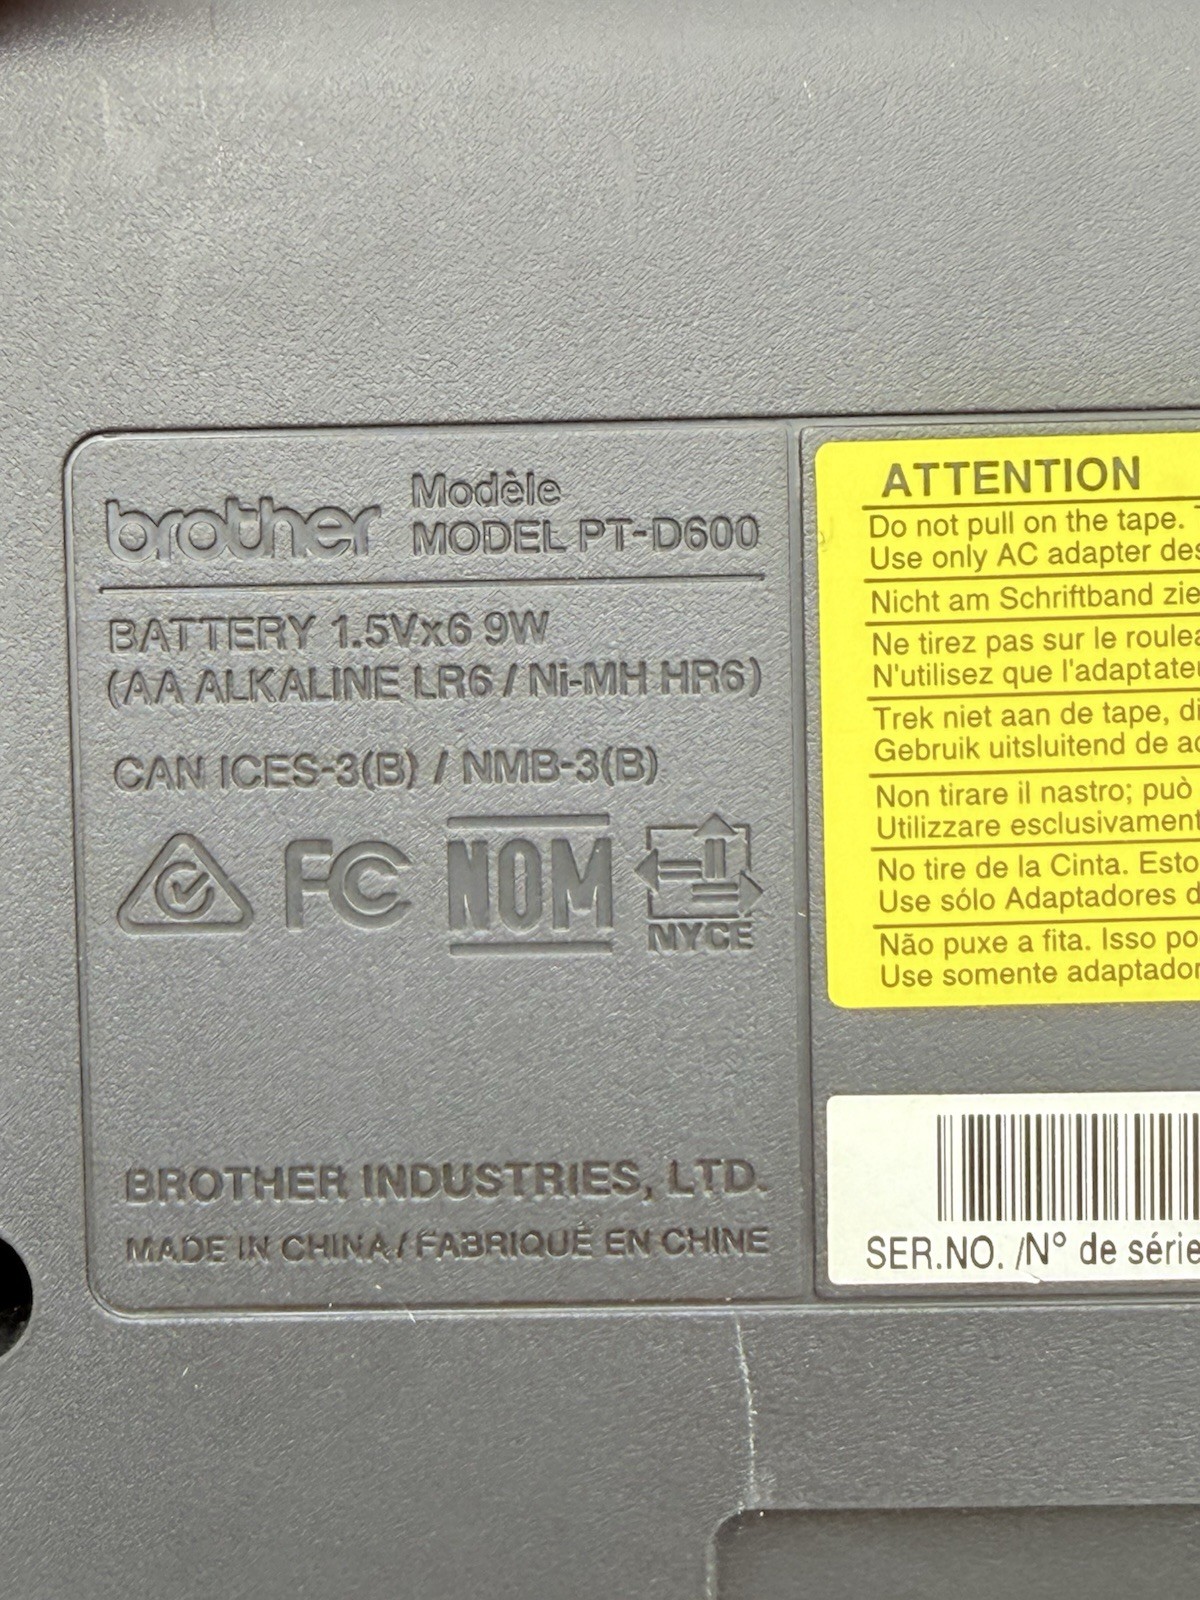 brother
Modèle
MODEL PT-D600
BATTERY 1.5Vx6 9W
(AA ALKALINE LR6 / Ni-MH HR6)
CAN ICES-3(B) / NMB-3(B)
FC NOM NYCE
BROTHER INDUSTRIES, LTD.
MADE IN CHINA / FABRIQUÉ EN CHINE
ATTENTION
Do not pull on the tape.
Use only AC adapter
Nicht am Schriftband
Ne tirez pas sur le
N'utilisez que
Trek niet aan de tape,
Gebruik uitsluitend de
Non tirare il nastro; può
Utilizzare
No tire de la Cinta.
Use sólo Adaptadores
Não puxe a fita. Isso
Use somente
SER.NO. /N° de série